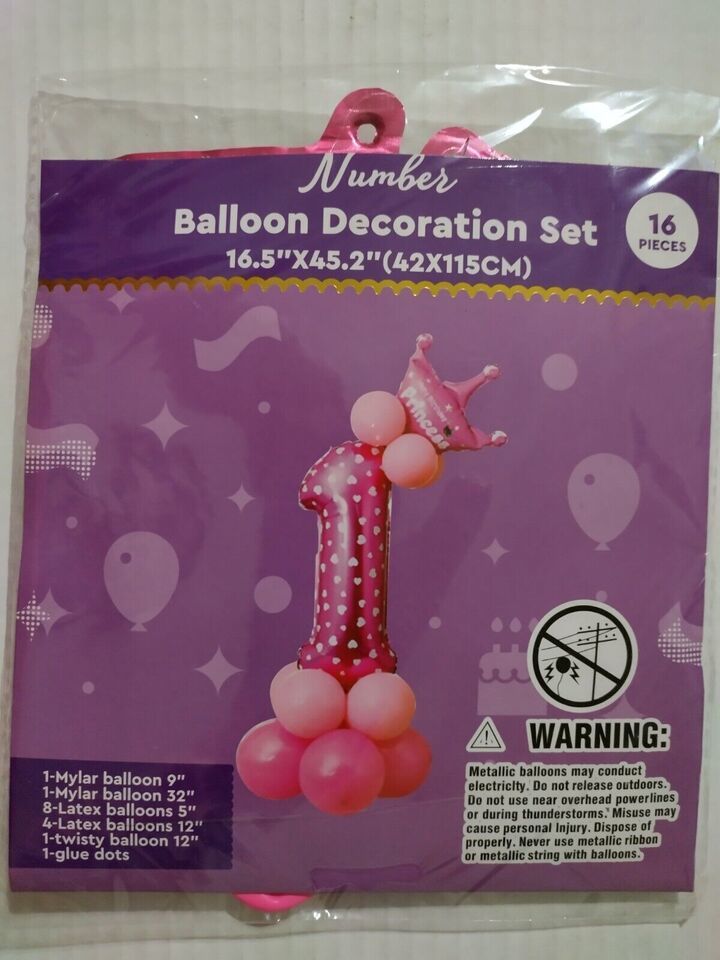 Number
Balloon Decoration Set
16.5"X45.2"(42X115CM)
16
PIECES
Princess
1-Mylar balloon 9"
1-Mylar balloon 32"
8-Latex balloons 5"
4-Latex balloons 12"
1-twisty balloon 12"
1-glue dots
WARNING:
Metallic balloons may conduct
electricity. Do not release outdoors.
Do not use near overhead powerlines
or during thunderstorms. Misuse may
cause personal Injury. Dispose of
properly. Never use metallic ribbon
or metallic string with balloons.